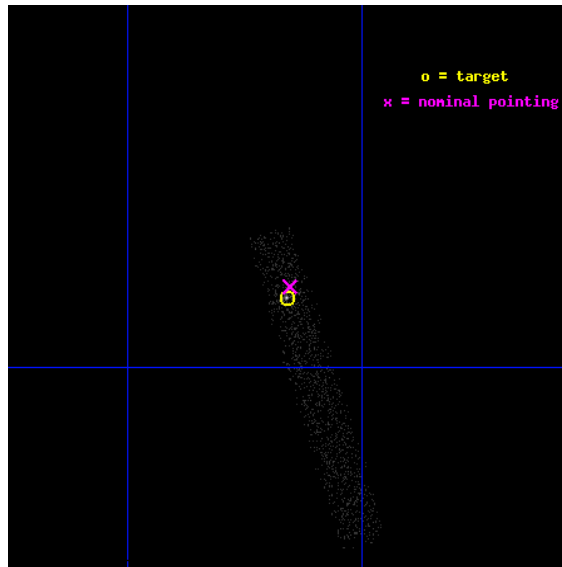 o = target
x = nominal pointing